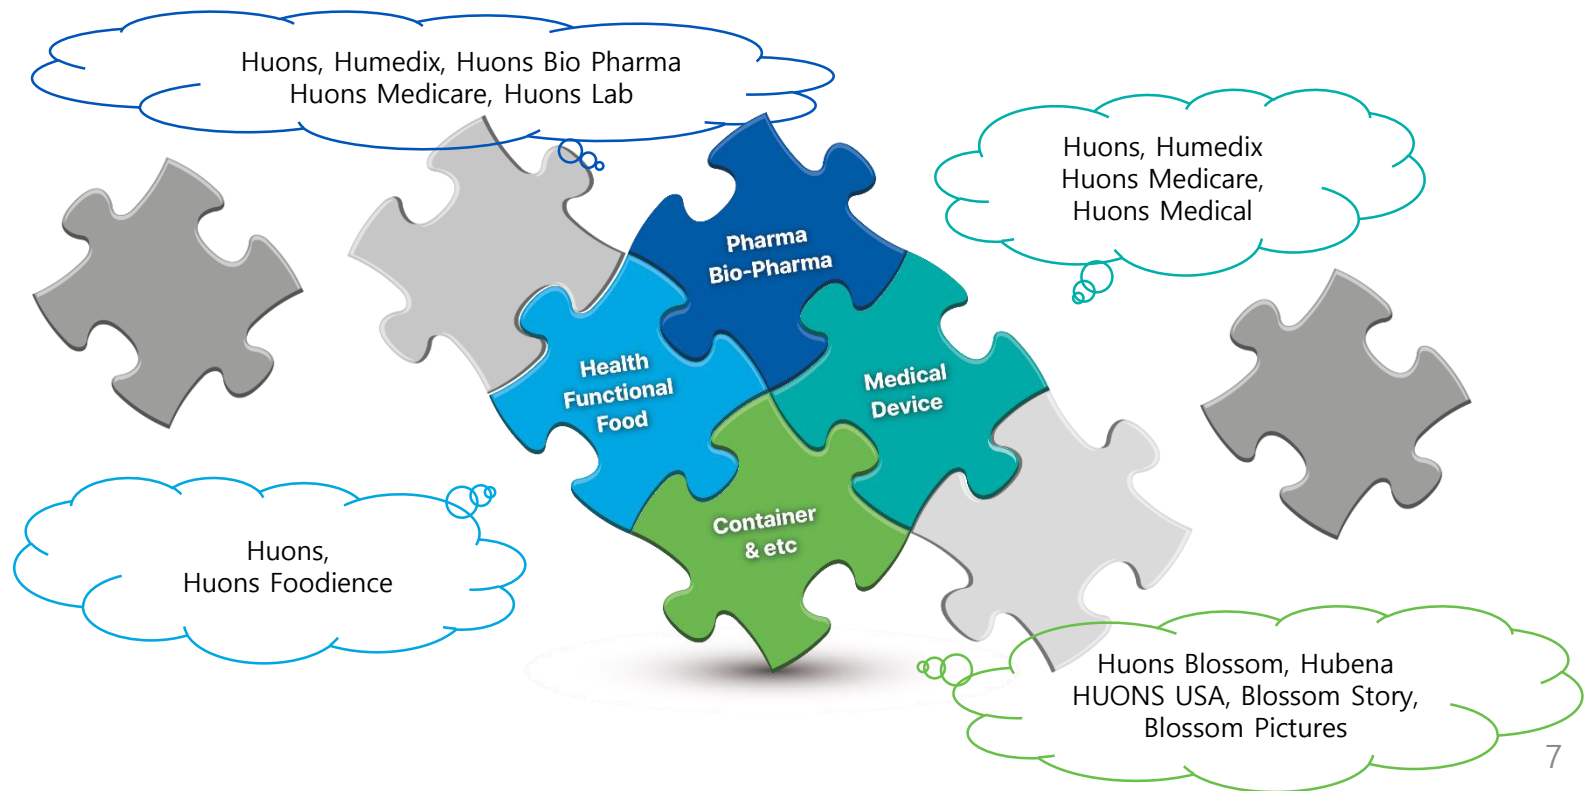 Huons, Humedix, Huons Bio Pharma
Huons Medicare, Huons Lab
Huons, Humedix
Huons Medicare,
Huons Medical
Pharma
Bio-Pharma
Health
Functional
Food
Medical
Device
Container
& etc
Huons,
Huons Foodience
Huons Blossom, Hubena
HUONS USA, Blossom Story,
Blossom Pictures
7